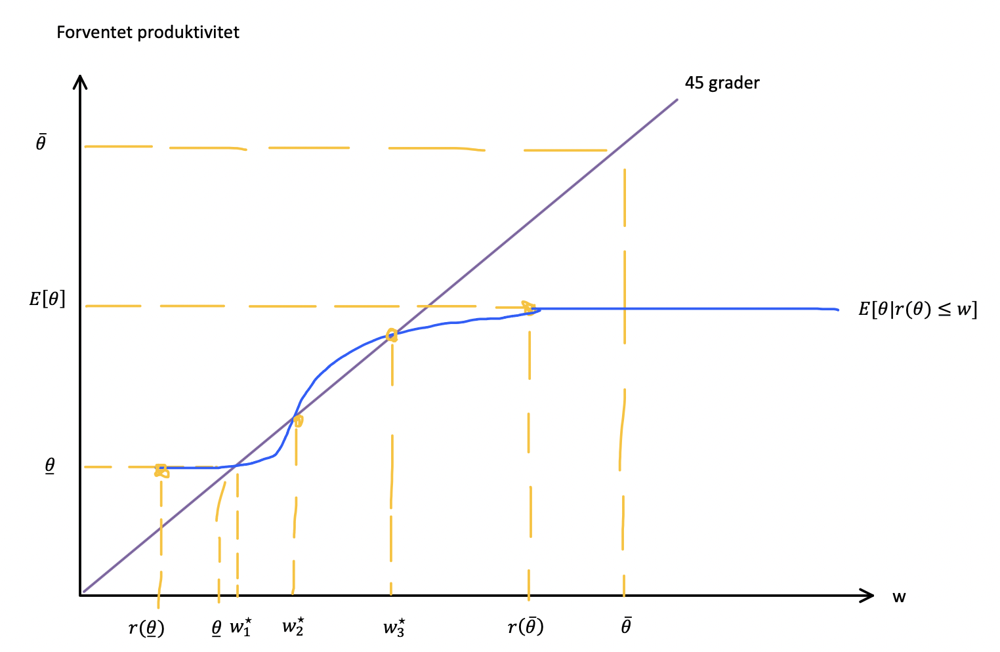 Forventet produktivitet
45 grader
θ̄
E[θ]
E[θ|r(θ) ≤ w]
θ̲
w
r(θ̲) θ̲ w₁* w₂* w₃* r(θ̄) θ̄